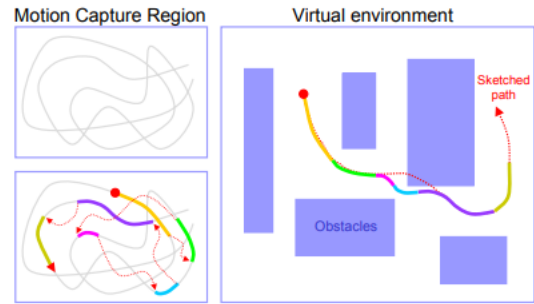 Motion Capture Region
Virtual environment
Sketched
path
Obstacles